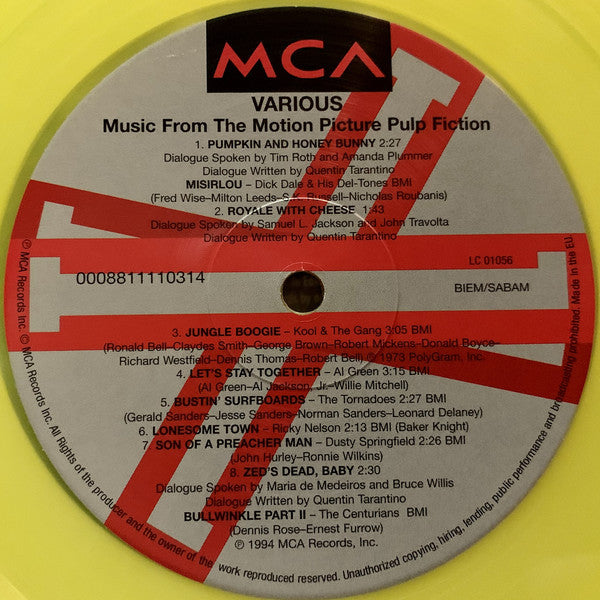 MCA
VARIOUS
Music From The Motion Picture Pulp Fiction
1. PUMPKIN AND HONEY BUNNY 2:27
Dialogue Spoken by Tim Roth and Amanda Plummer
Dialogue Written by Quentin Tarantino
MISIRLOU – Dick Dale & His Del-Tones BMI
(Fred Wise–Milton Leeds–S.K. Russell–Nicholas Roubanis)
2. ROYALE WITH CHEESE 1:43
Dialogue Spoken by Samuel L. Jackson and John Travolta
Dialogue Written by Quentin Tarantino
0008811110314
LC 01056
BIEM/SABAM
3. JUNGLE BOOGIE – Kool & The Gang 3:05 BMI
(Ronald Bell–Claydes Smith–George Brown–Robert Mickens–Donald Boyce–
Richard Westfield–Dennis Thomas–Robert Bell) ℗ 1973 PolyGram, Inc.
4. LET'S STAY TOGETHER – Al Green 3:15 BMI
(Al Green–Al Jackson, Jr.–Willie Mitchell)
5. BUSTIN' SURFBOARDS – The Tornadoes 2:27 BMI
(Gerald Sanders–Jesse Sanders–Norman Sanders–Leonard Delaney)
6. LONESOME TOWN – Ricky Nelson 2:13 BMI (Baker Knight)
7. SON OF A PREACHER MAN – Dusty Springfield 2:26 BMI
(John Hurley–Ronnie Wilkins)
8. ZED'S DEAD, BABY 2:30
Dialogue Spoken by Maria de Medeiros and Bruce Willis
Dialogue Written by Quentin Tarantino
BULLWINKLE PART II – The Centurians BMI
(Dennis Rose–Ernest Furrow)
℗ 1994 MCA Records, Inc.
℗ MCA Records Inc. © MCA Records Inc. All Rights of the producer and the owner of the work reproduced reserved. Unauthorized copying, hiring, lending, public performance and broadcasting prohibited. Made in the EU